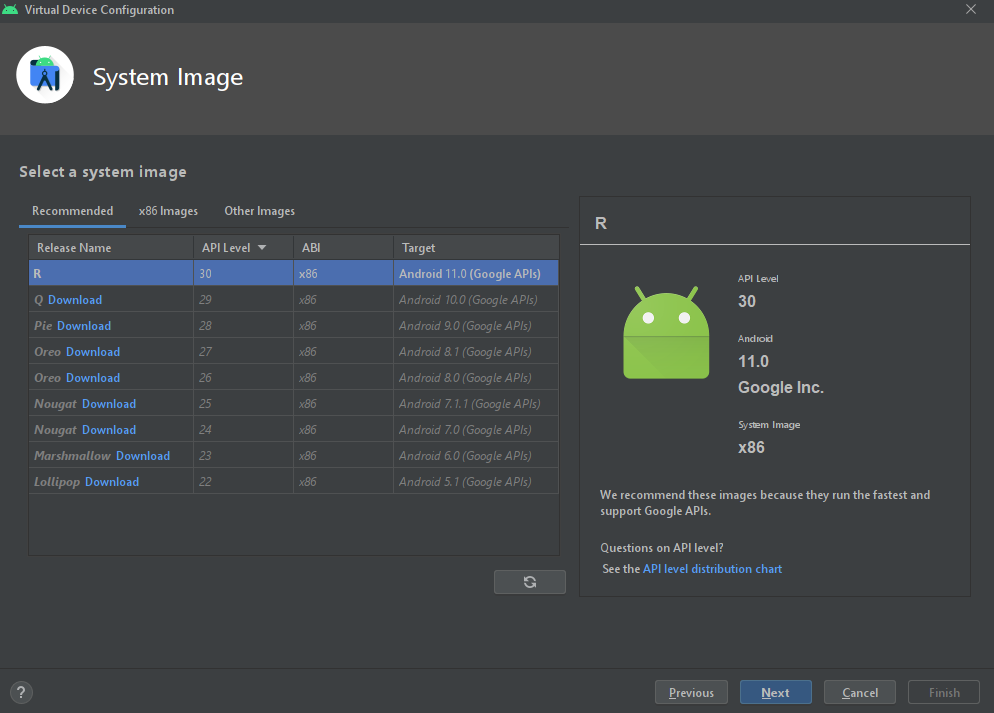 Virtual Device Configuration
System Image
Select a system image
Recommended x86 Images Other Images
Release Name API Level ABI Target
R 30 x86 Android 11.0 (Google APIs)
Q Download 29 x86 Android 10.0 (Google APIs)
Pie Download 28 x86 Android 9.0 (Google APIs)
Oreo Download 27 x86 Android 8.1 (Google APIs)
Oreo Download 26 x86 Android 8.0 (Google APIs)
Nougat Download 25 x86 Android 7.1.1 (Google APIs)
Nougat Download 24 x86 Android 7.0 (Google APIs)
Marshmallow Download 23 x86 Android 6.0 (Google APIs)
Lollipop Download 22 x86 Android 5.1 (Google APIs)
R
API Level
30
Android
11.0
Google Inc.
System Image
x86
We recommend these images because they run the fastest and
support Google APIs.
Questions on API level?
See the API level distribution chart
? Previous Next Cancel Finish